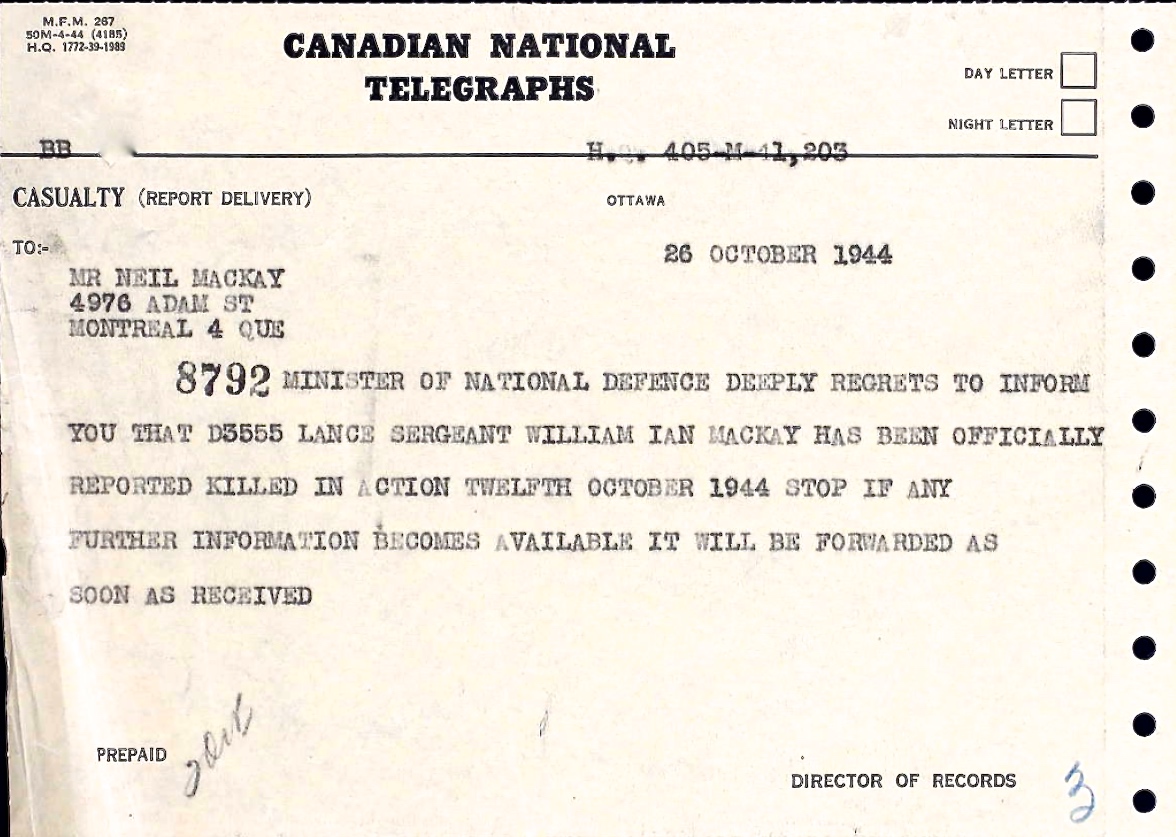 M.F.M. 267
50M-4-44 (4185)
H.Q. 1772-39-1989
CANADIAN NATIONAL
TELEGRAPHS
DAY LETTER
NIGHT LETTER
BB H. 405-M-41,203
CASUALTY (REPORT DELIVERY) OTTAWA
TO:- 26 OCTOBER 1944
MR NEIL MACKAY
4976 ADAM ST
MONTREAL 4 QUE
8792 MINISTER OF NATIONAL DEFENCE DEEPLY REGRETS TO INFORM
YOU THAT D3555 LANCE SERGEANT WILLIAM IAN MACKAY HAS BEEN OFFICIALLY
REPORTED KILLED IN ACTION TWELFTH OCTOBER 1944 STOP IF ANY
FURTHER INFORMATION BECOMES AVAILABLE IT WILL BE FORWARDED AS
SOON AS RECEIVED
PREPAID
DIRECTOR OF RECORDS 3